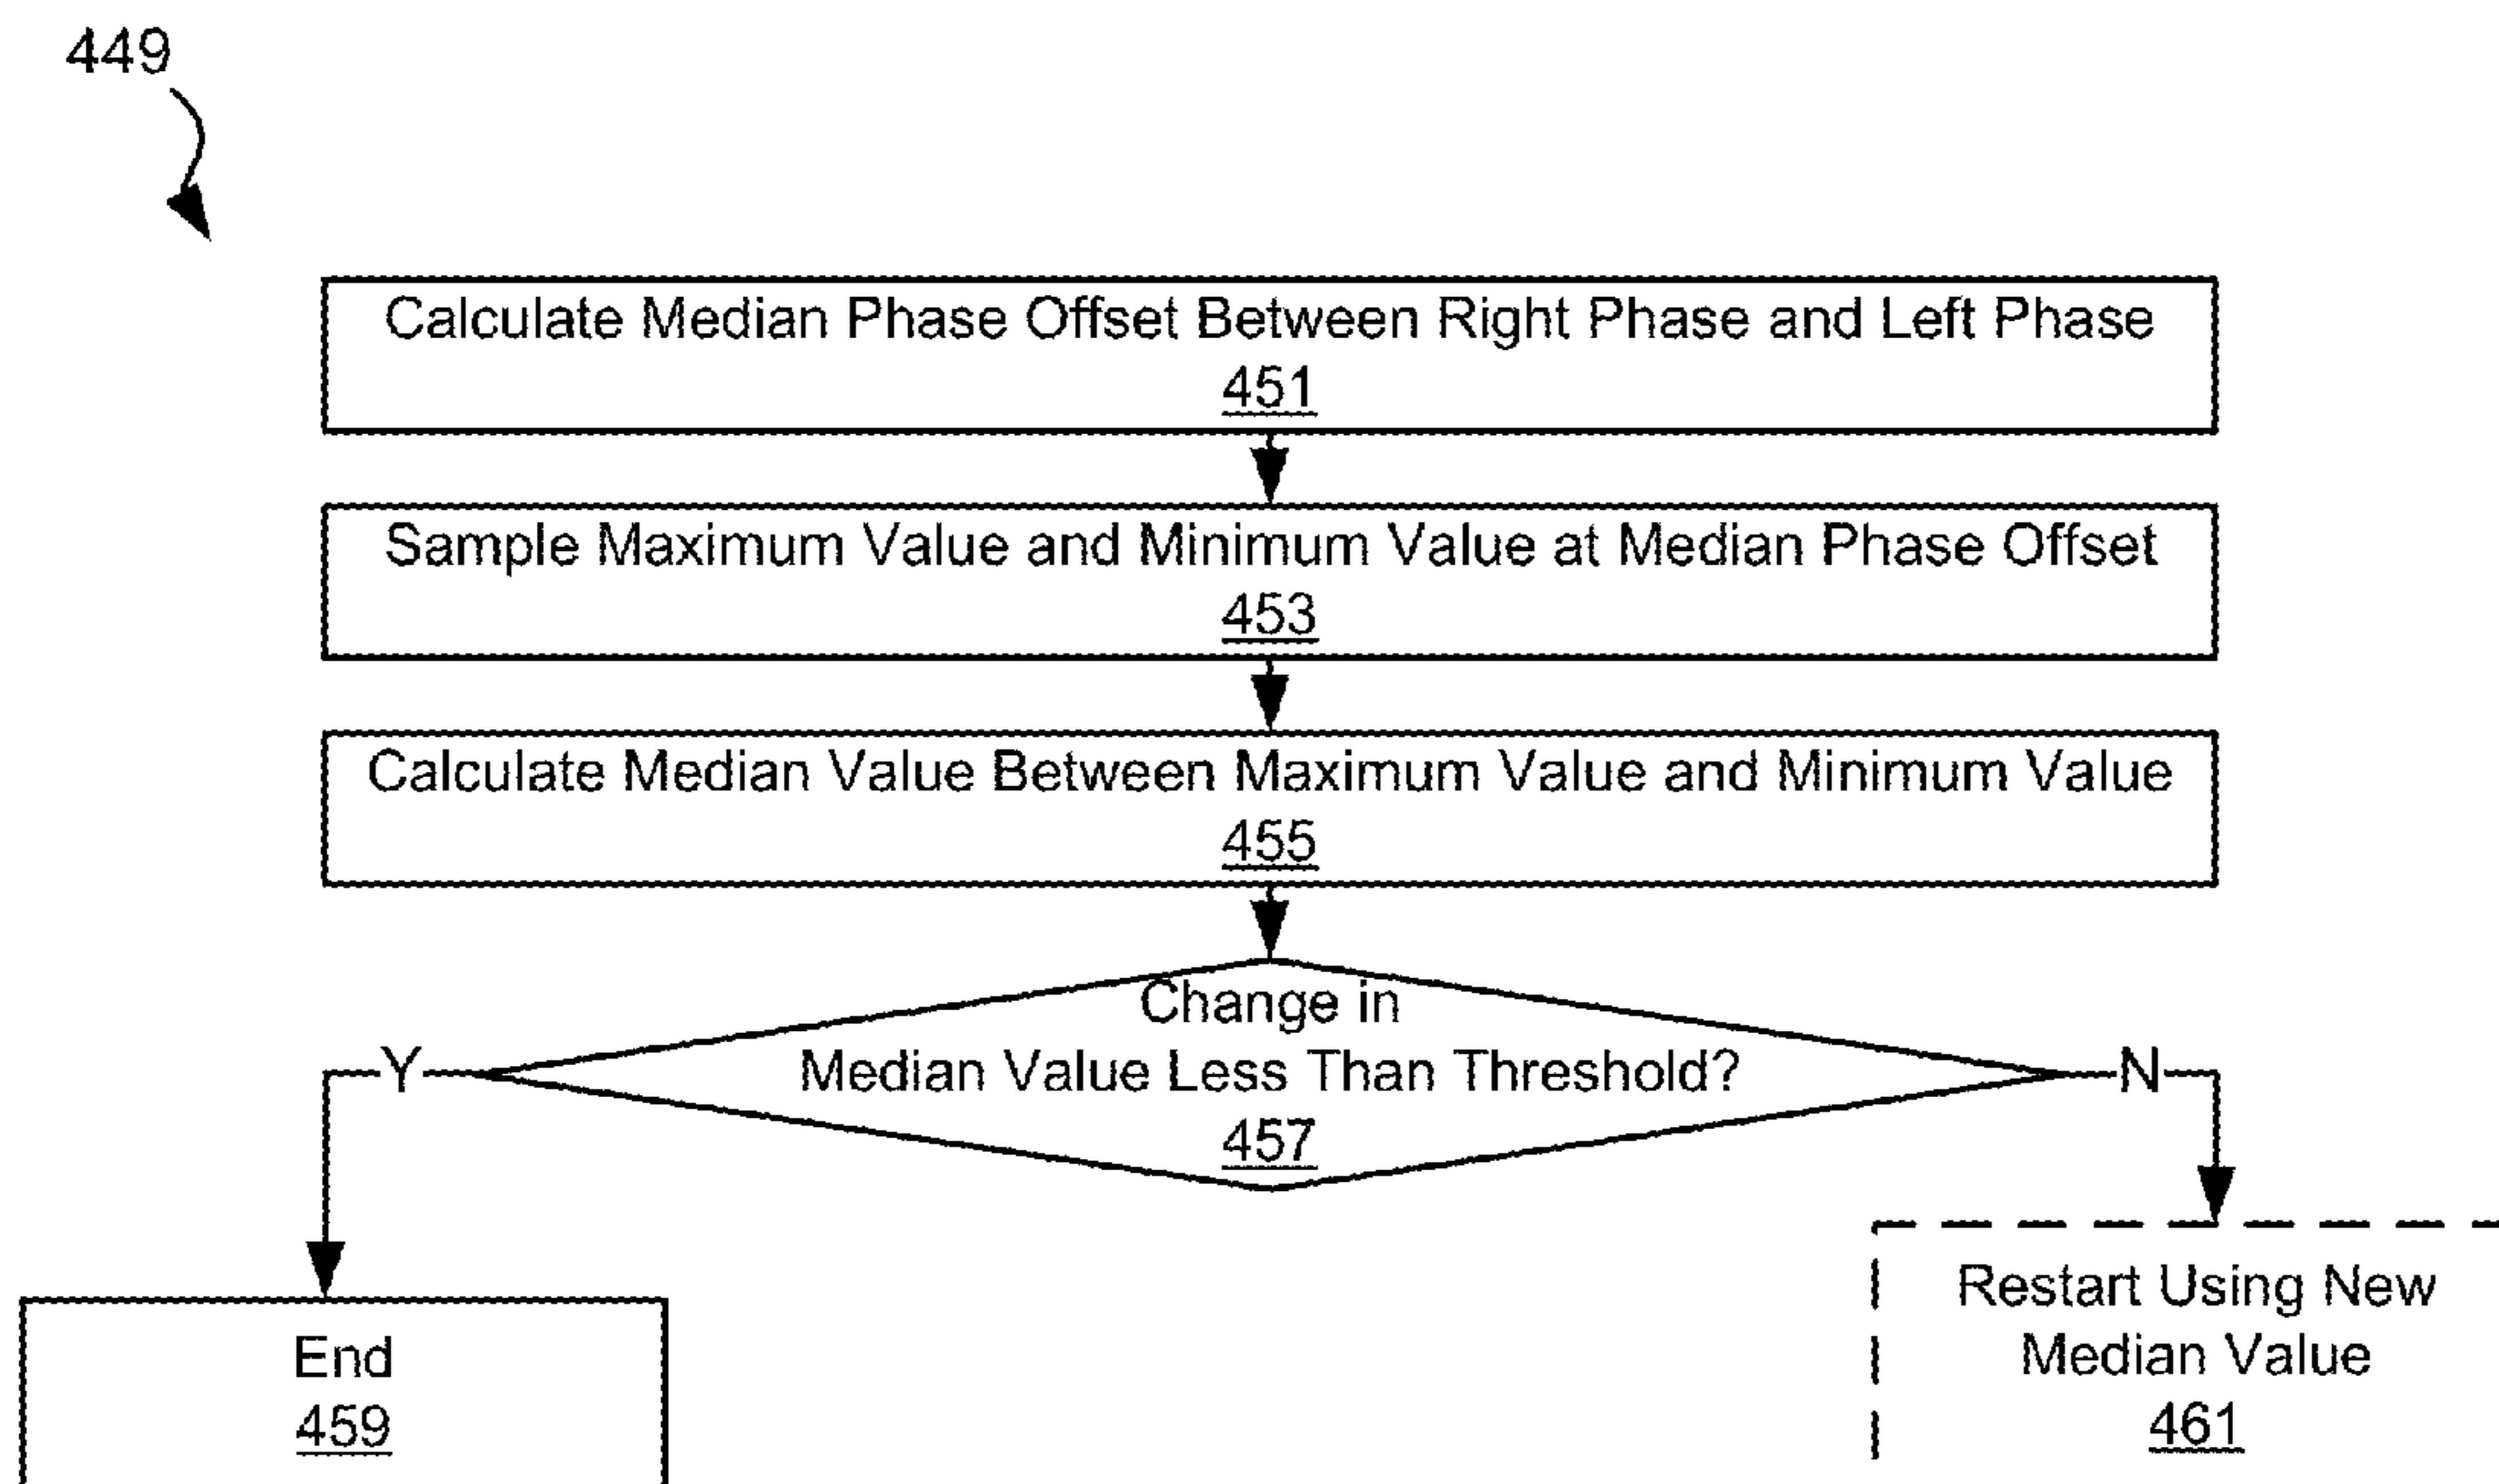 449
Calculate Median Phase Offset Between Right Phase and Left Phase
451
Sample Maximum Value and Minimum Value at Median Phase Offset
453
Calculate Median Value Between Maximum Value and Minimum Value
455
Change in
Median Value Less Than Threshold?
457
Y
N
End
459
Restart Using New
Median Value
461